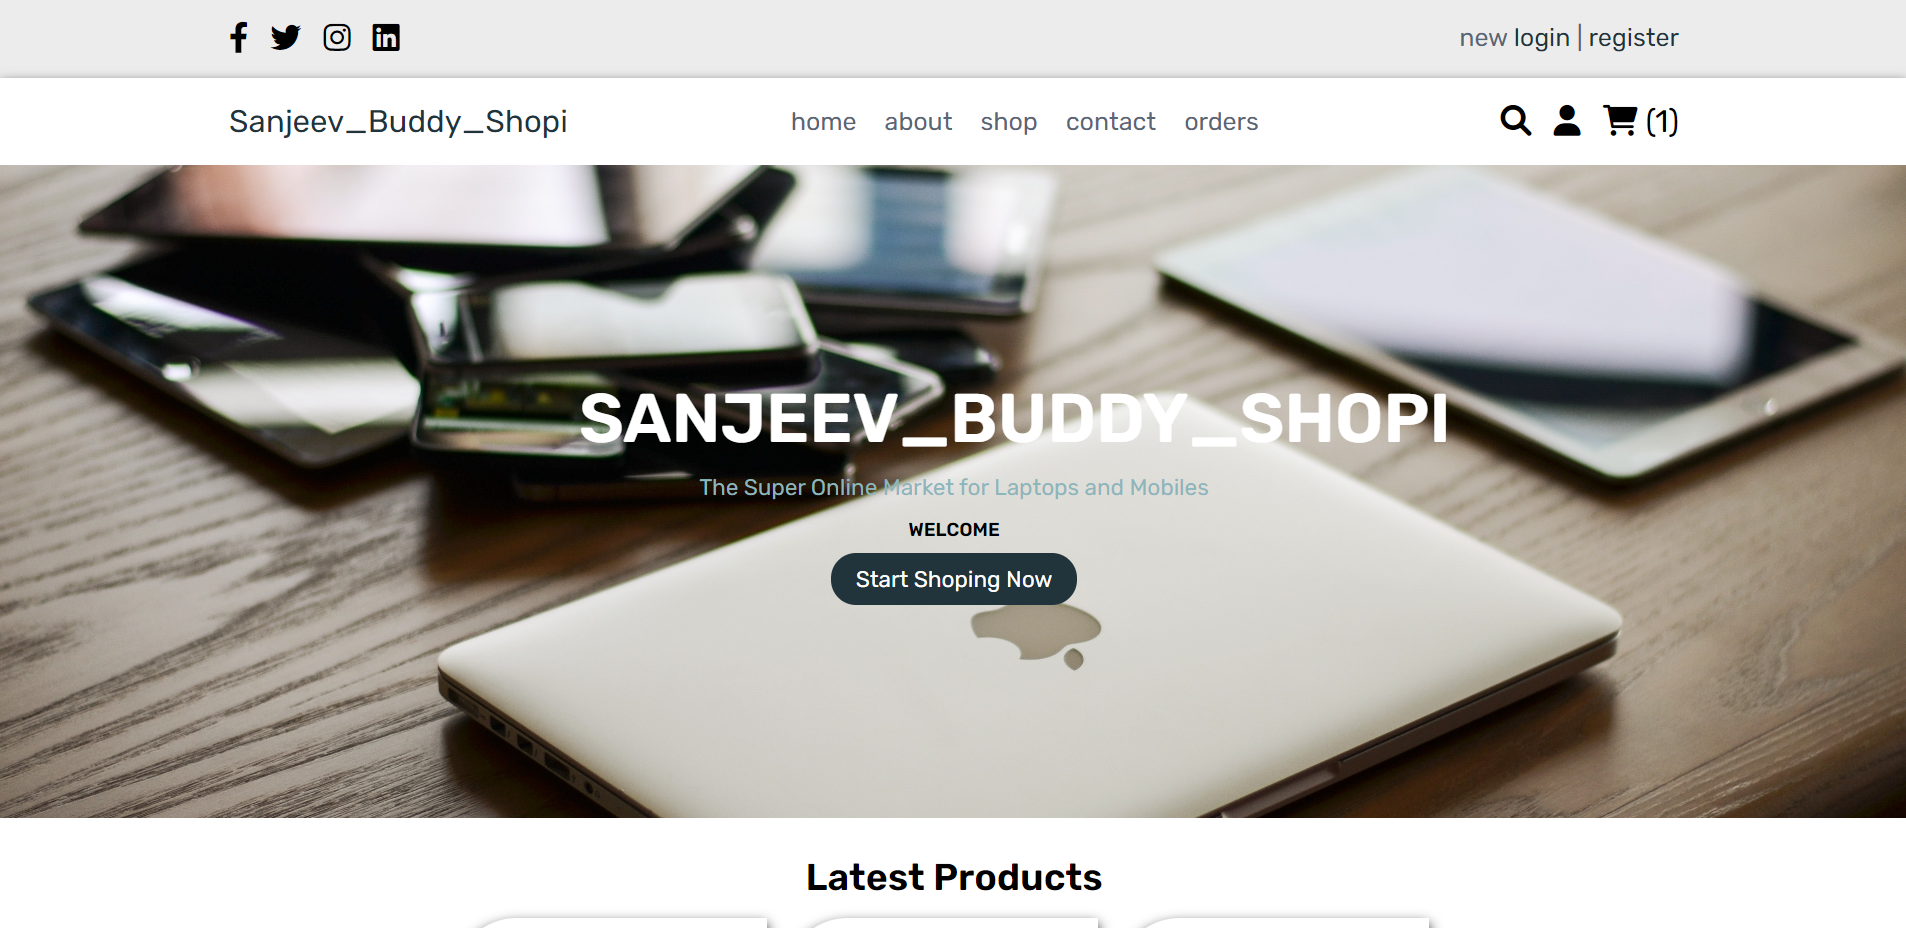 new login | register
Sanjeev_Buddy_Shopi
home about shop contact orders
(1)
SANJEEV_BUDDY_SHOPI
The Super Online Market for Laptops and Mobiles
WELCOME
Start Shoping Now
Latest Products